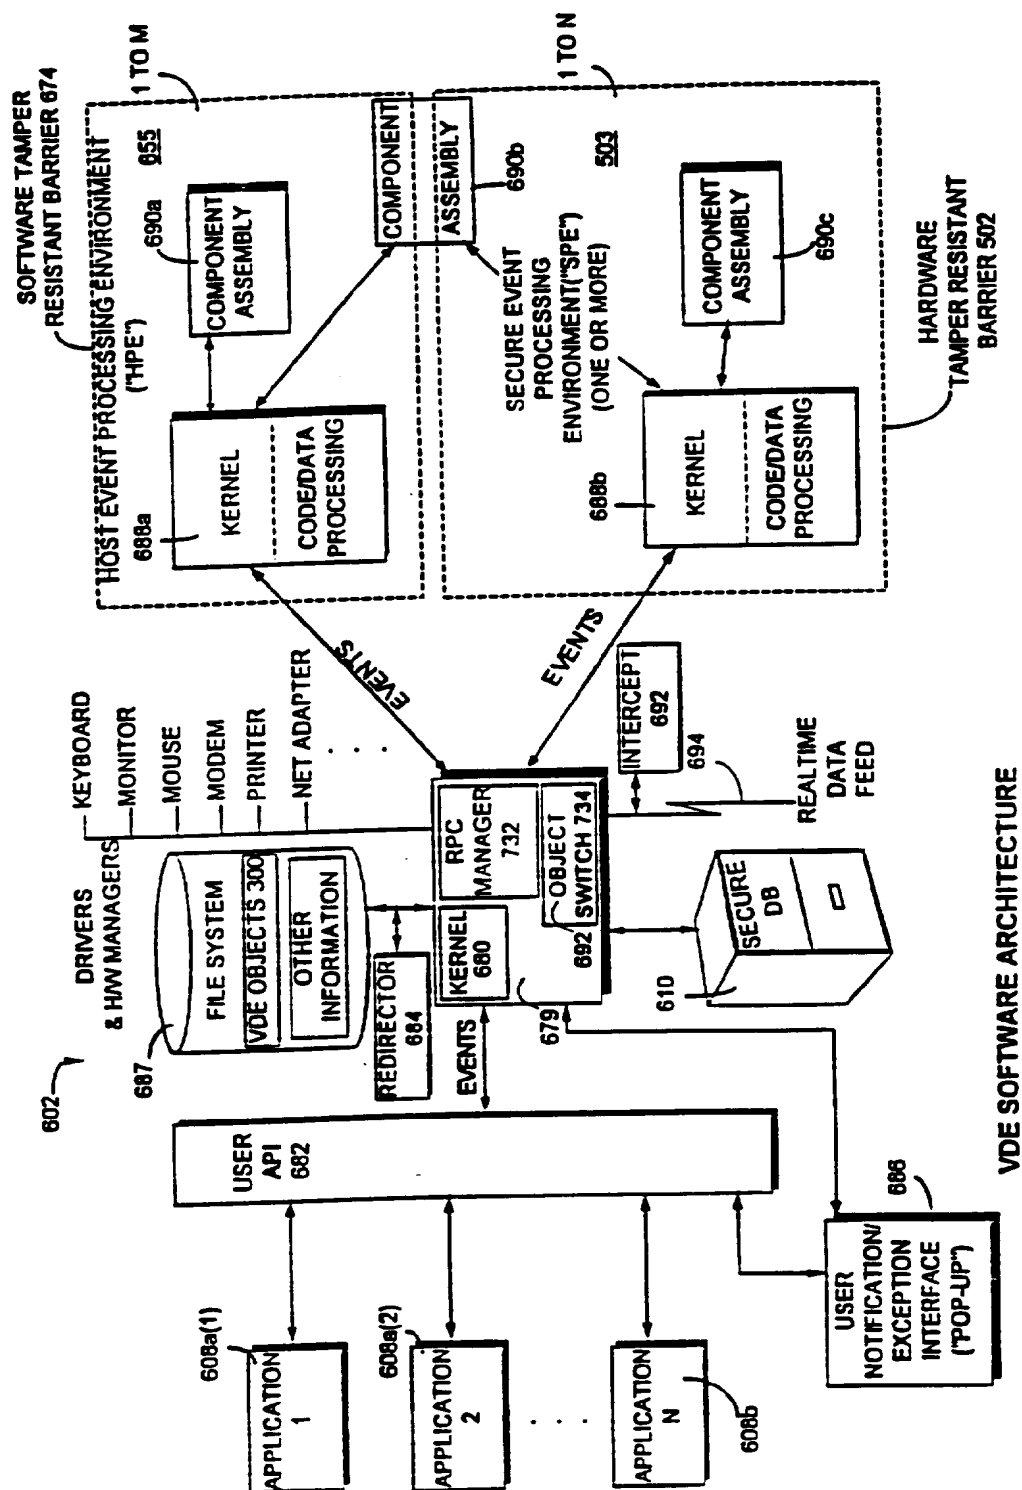 602
DRIVERS
& H/W MANAGERS
KEYBOARD
MONITOR
MOUSE
MODEM
PRINTER
NET ADAPTER
. . .
SOFTWARE TAMPER
RESISTANT BARRIER 674
HOST EVENT PROCESSING ENVIRONMENT
("HPE")
1 TO M
655
688a
KERNEL
CODE/DATA
PROCESSING
690a
COMPONENT
ASSEMBLY
COMPONENT
ASSEMBLY
690b
EVENTS
687
FILE SYSTEM
VDE OBJECTS 300
OTHER
INFORMATION
REDIRECTOR
684
608a(1)
APPLICATION
1
608a(2)
APPLICATION
2
. . . .
APPLICATION
N
608b
USER
API
682
EVENTS
KERNEL
680
RPC
MANAGER
732
OBJECT
SWITCH 734
692
679
EVENTS
SECURE EVENT
PROCESSING
ENVIRONMENT("SPE")
(ONE OR MORE)
1 TO N
503
688b
KERNEL
CODE/DATA
PROCESSING
COMPONENT
ASSEMBLY
690c
HARDWARE
TAMPER RESISTANT
BARRIER 502
INTERCEPT
692
694
REALTIME
DATA
FEED
610
SECURE
DB
USER
NOTIFICATION/
EXCEPTION
INTERFACE
("POP-UP")
686
VDE SOFTWARE ARCHITECTURE